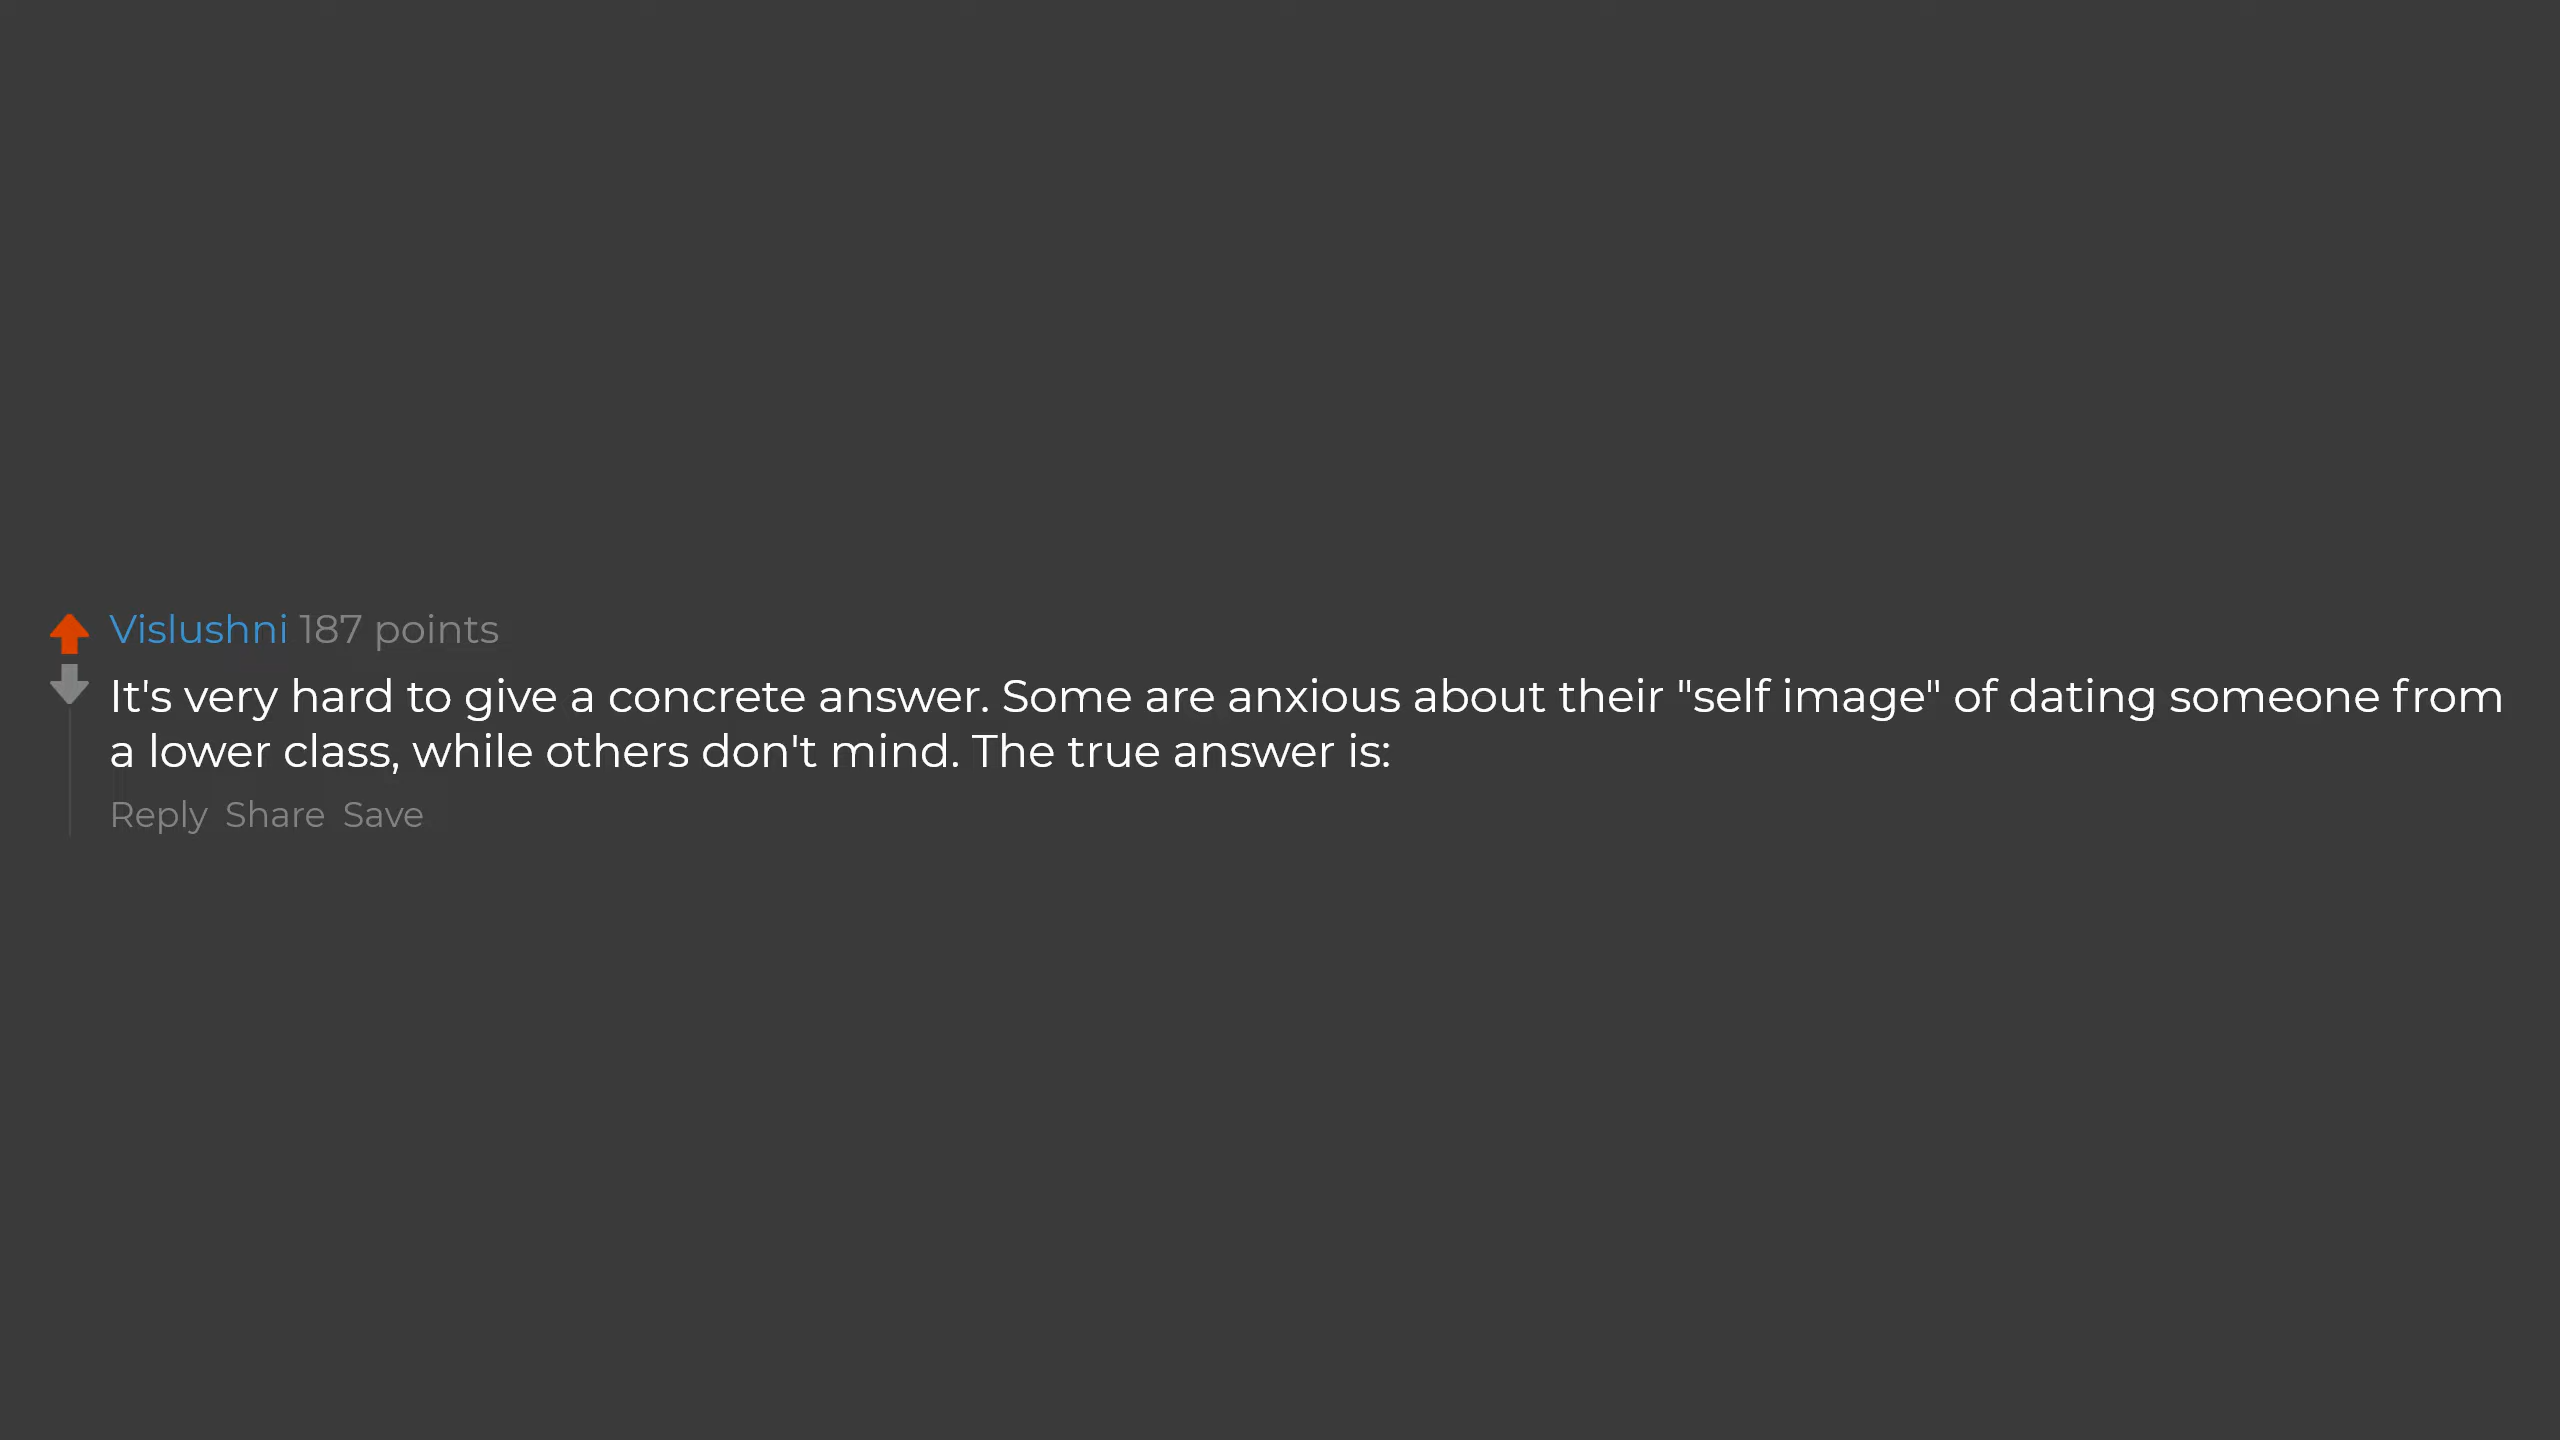 Vislushni 187 points
It's very hard to give a concrete answer. Some are anxious about their "self image" of dating someone from
a lower class, while others don't mind. The true answer is:
Reply Share Save